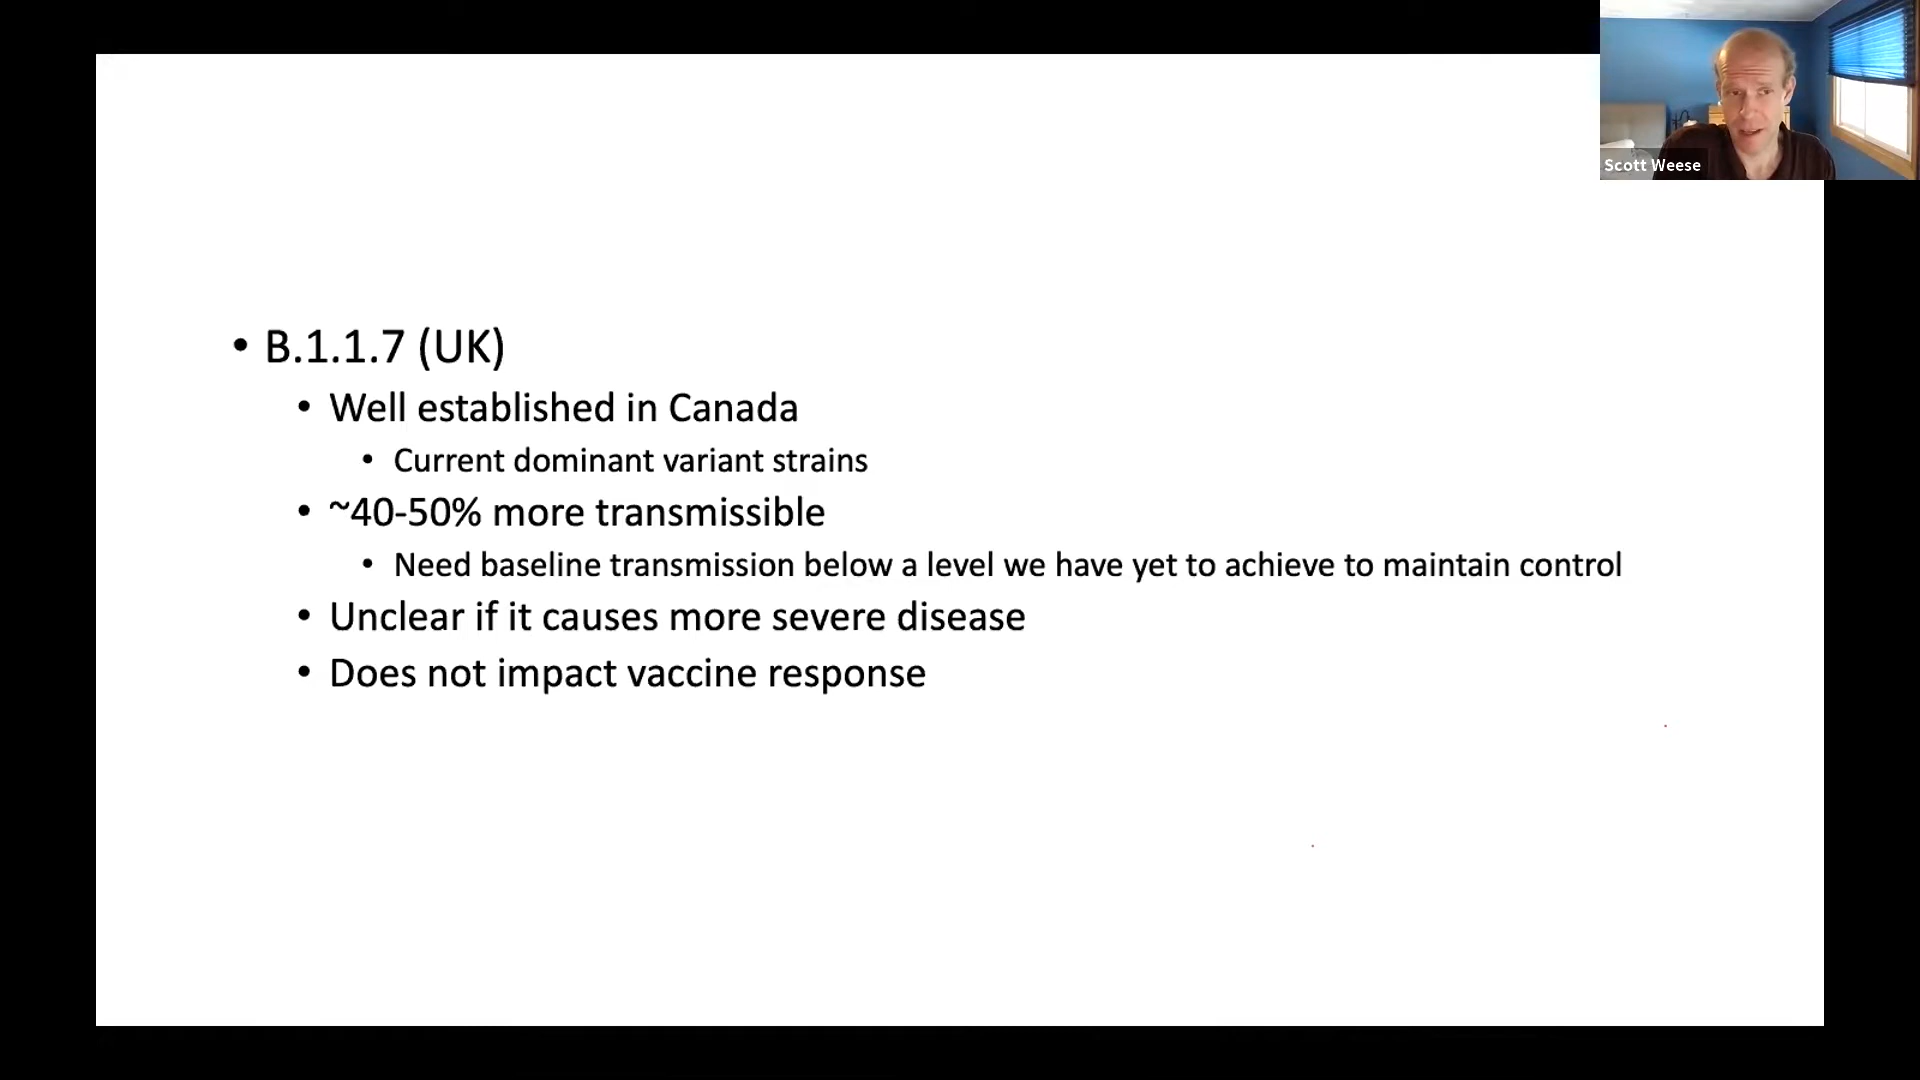 Scott Weese
• B.1.1.7 (UK)
• Well established in Canada
• Current dominant variant strains
• ~40-50% more transmissible
• Need baseline transmission below a level we have yet to achieve to maintain control
• Unclear if it causes more severe disease
• Does not impact vaccine response